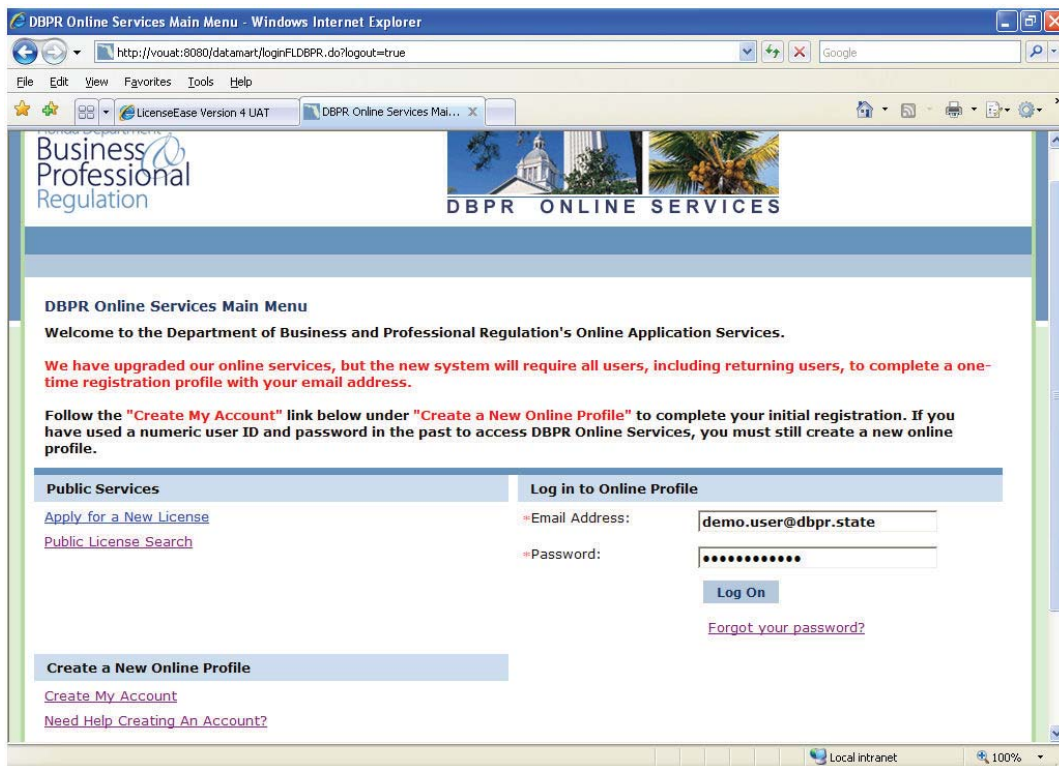 DBPR Online Services Main Menu - Windows Internet Explorer
http://vouat:8080/datamart/loginFLDBPR.do?logout=true
Google
File Edit View Favorites Tools Help
LicenseEase Version 4 UAT
DBPR Online Services Mai...
Florida Department
Business &
Professional
Regulation
DBPR ONLINE SERVICES
DBPR Online Services Main Menu
Welcome to the Department of Business and Professional Regulation's Online Application Services.
We have upgraded our online services, but the new system will require all users, including returning users, to complete a one-
time registration profile with your email address.
Follow the "Create My Account" link below under "Create a New Online Profile" to complete your initial registration. If you
have used a numeric user ID and password in the past to access DBPR Online Services, you must still create a new online
profile.
Public Services
Apply for a New License
Public License Search
Log in to Online Profile
*Email Address:
demo.user@dbpr.state
*Password:
••••••••••••
Log On
Forgot your password?
Create a New Online Profile
Create My Account
Need Help Creating An Account?
Local intranet
100%